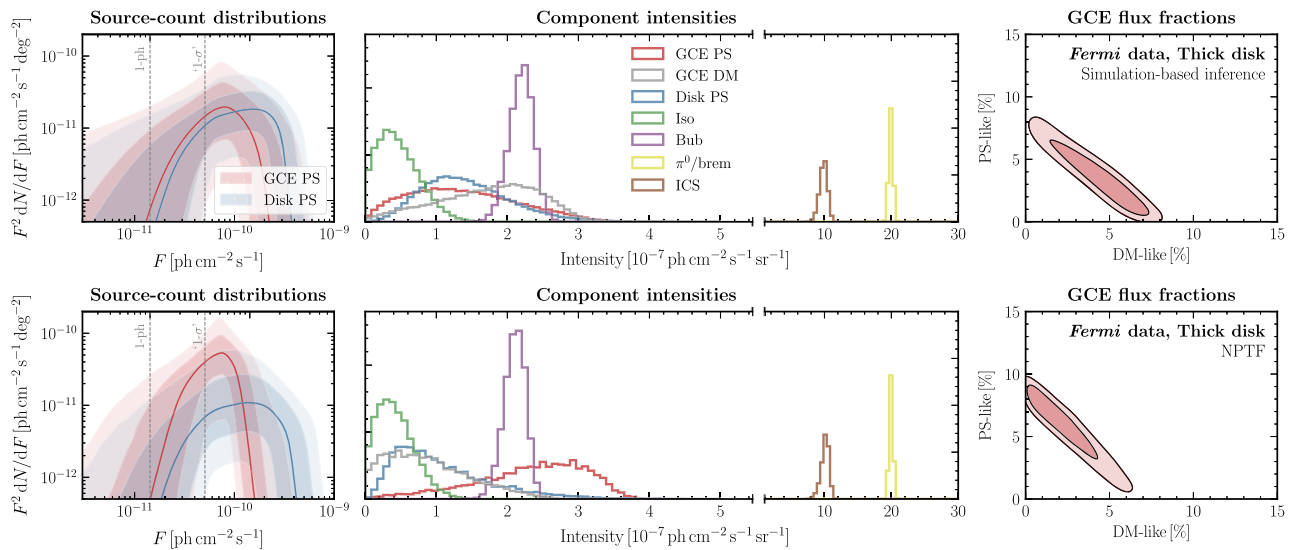 Source-count distributions
F² dN/dF [ph cm⁻² s⁻¹ deg⁻²]
10⁻¹⁰
10⁻¹¹
10⁻¹²
1-ph
'1-σ'
GCE PS
Disk PS
10⁻¹¹ 10⁻¹⁰ 10⁻⁹
F [ph cm⁻² s⁻¹]
Component intensities
GCE PS
GCE DM
Disk PS
Iso
Bub
π⁰/brem
ICS
0 1 2 3 4 5 10 20 30
Intensity [10⁻⁷ ph cm⁻² s⁻¹ sr⁻¹]
GCE flux fractions
Fermi data, Thick disk
Simulation-based inference
PS-like [%]
15
10
5
0
0 5 10 15
DM-like [%]
Source-count distributions
F² dN/dF [ph cm⁻² s⁻¹ deg⁻²]
10⁻¹⁰
10⁻¹¹
10⁻¹²
1-ph
'1-σ'
10⁻¹¹ 10⁻¹⁰ 10⁻⁹
F [ph cm⁻² s⁻¹]
Component intensities
0 1 2 3 4 5 10 20 30
Intensity [10⁻⁷ ph cm⁻² s⁻¹ sr⁻¹]
GCE flux fractions
Fermi data, Thick disk
NPTF
PS-like [%]
15
10
5
0
0 5 10 15
DM-like [%]